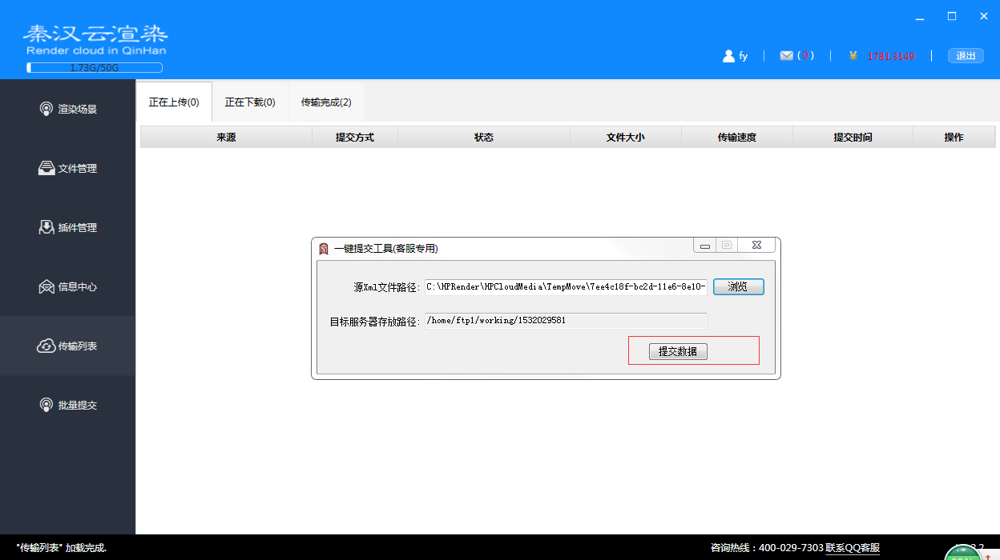 秦汉云渲染
Render cloud in QinHan
1.73G/50G
fy
( 0 )
¥ 1781.3149
退出
渲染场景
文件管理
插件管理
信息中心
传输列表
批量提交
正在上传(0) 正在下载(0) 传输完成(2)
来源 提交方式 状态 文件大小 传输速度 提交时间 操作
一键提交工具(客服专用)
源Xml文件路径: C:\HPRender\HPCloudMedia\TempMove\7ee4c18f-bc2d-11e6-8e10- 浏览
目标服务器存放路径: /home/ftp1/working/1532029581
提交数据
"传输列表" 加载完成.
咨询热线：400-029-7303 联系QQ客服